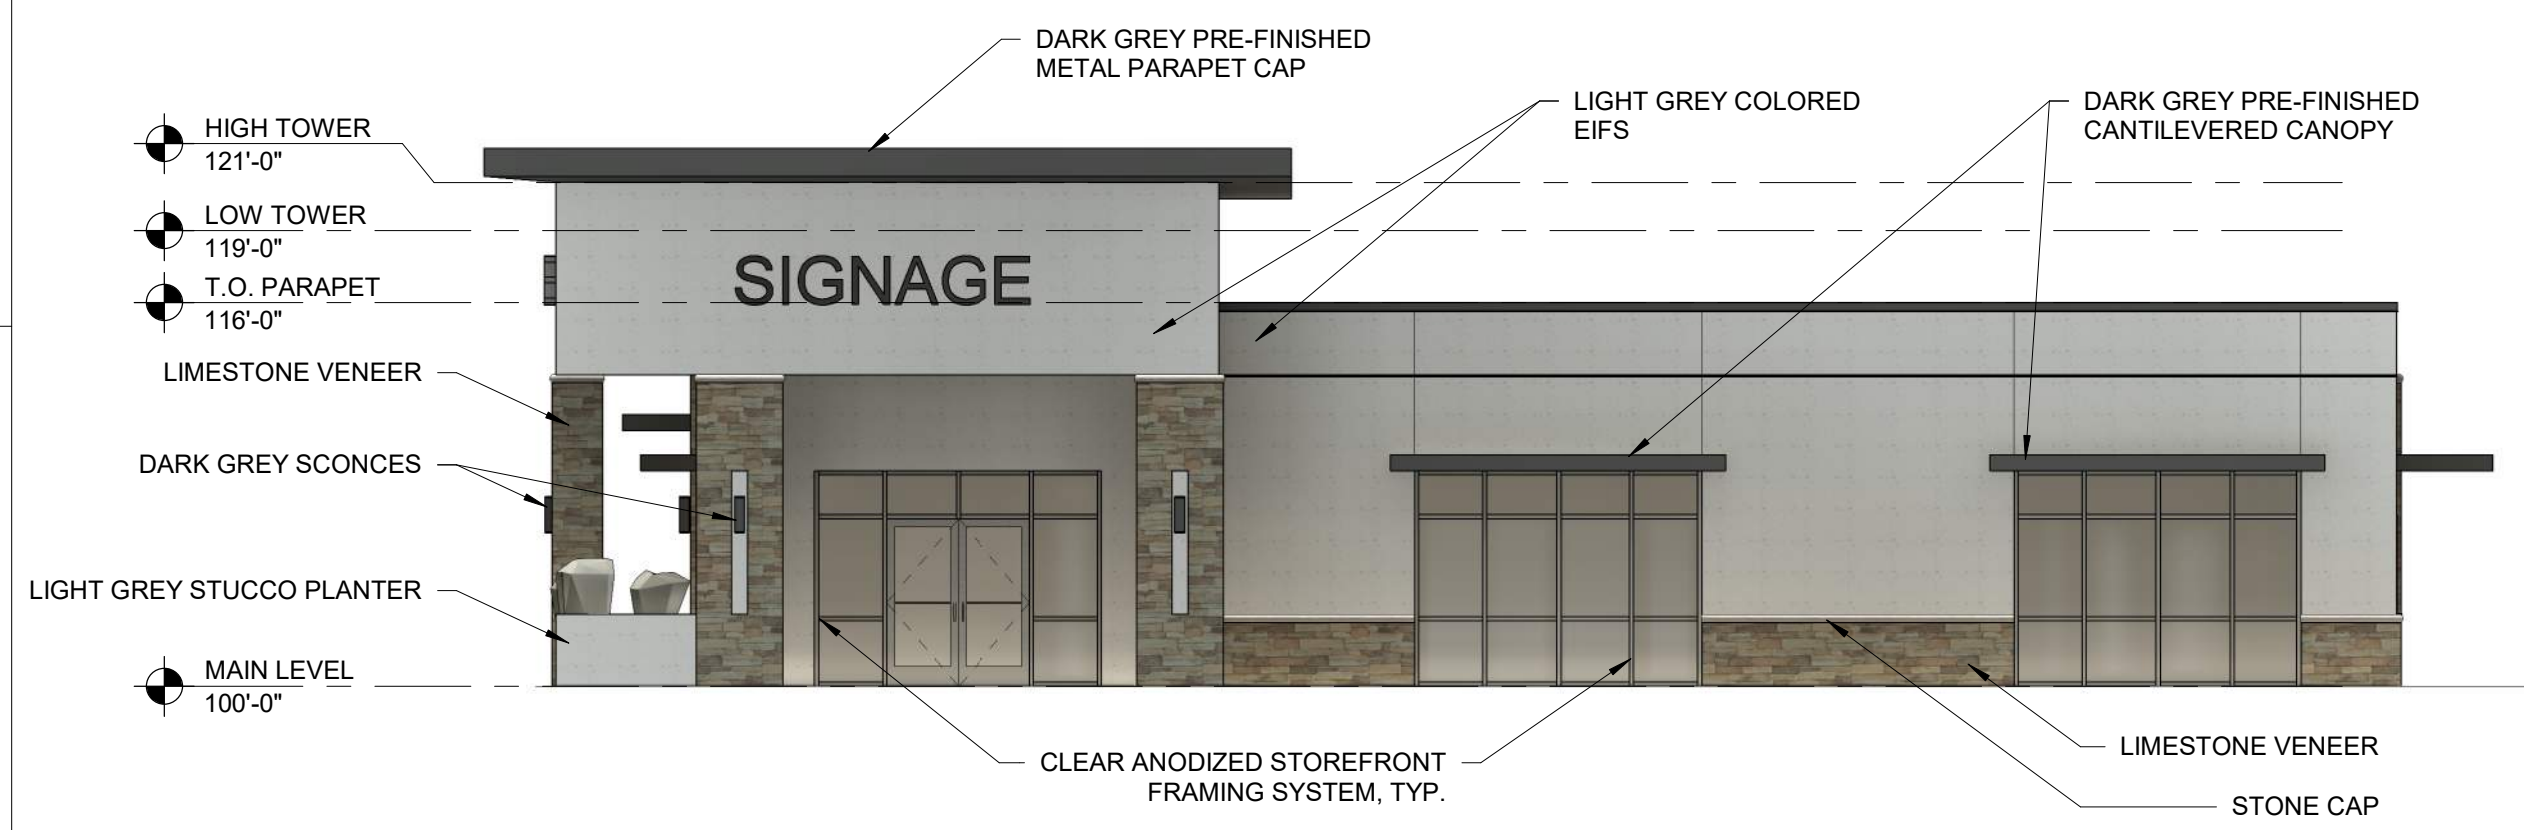 DARK GREY PRE-FINISHED
METAL PARAPET CAP
LIGHT GREY COLORED
EIFS
DARK GREY PRE-FINISHED
CANTILEVERED CANOPY
HIGH TOWER
121'-0"
LOW TOWER
119'-0"
T.O. PARAPET
116'-0"
SIGNAGE
LIMESTONE VENEER
DARK GREY SCONCES
LIGHT GREY STUCCO PLANTER
MAIN LEVEL
100'-0"
CLEAR ANODIZED STOREFRONT
FRAMING SYSTEM, TYP.
LIMESTONE VENEER
STONE CAP